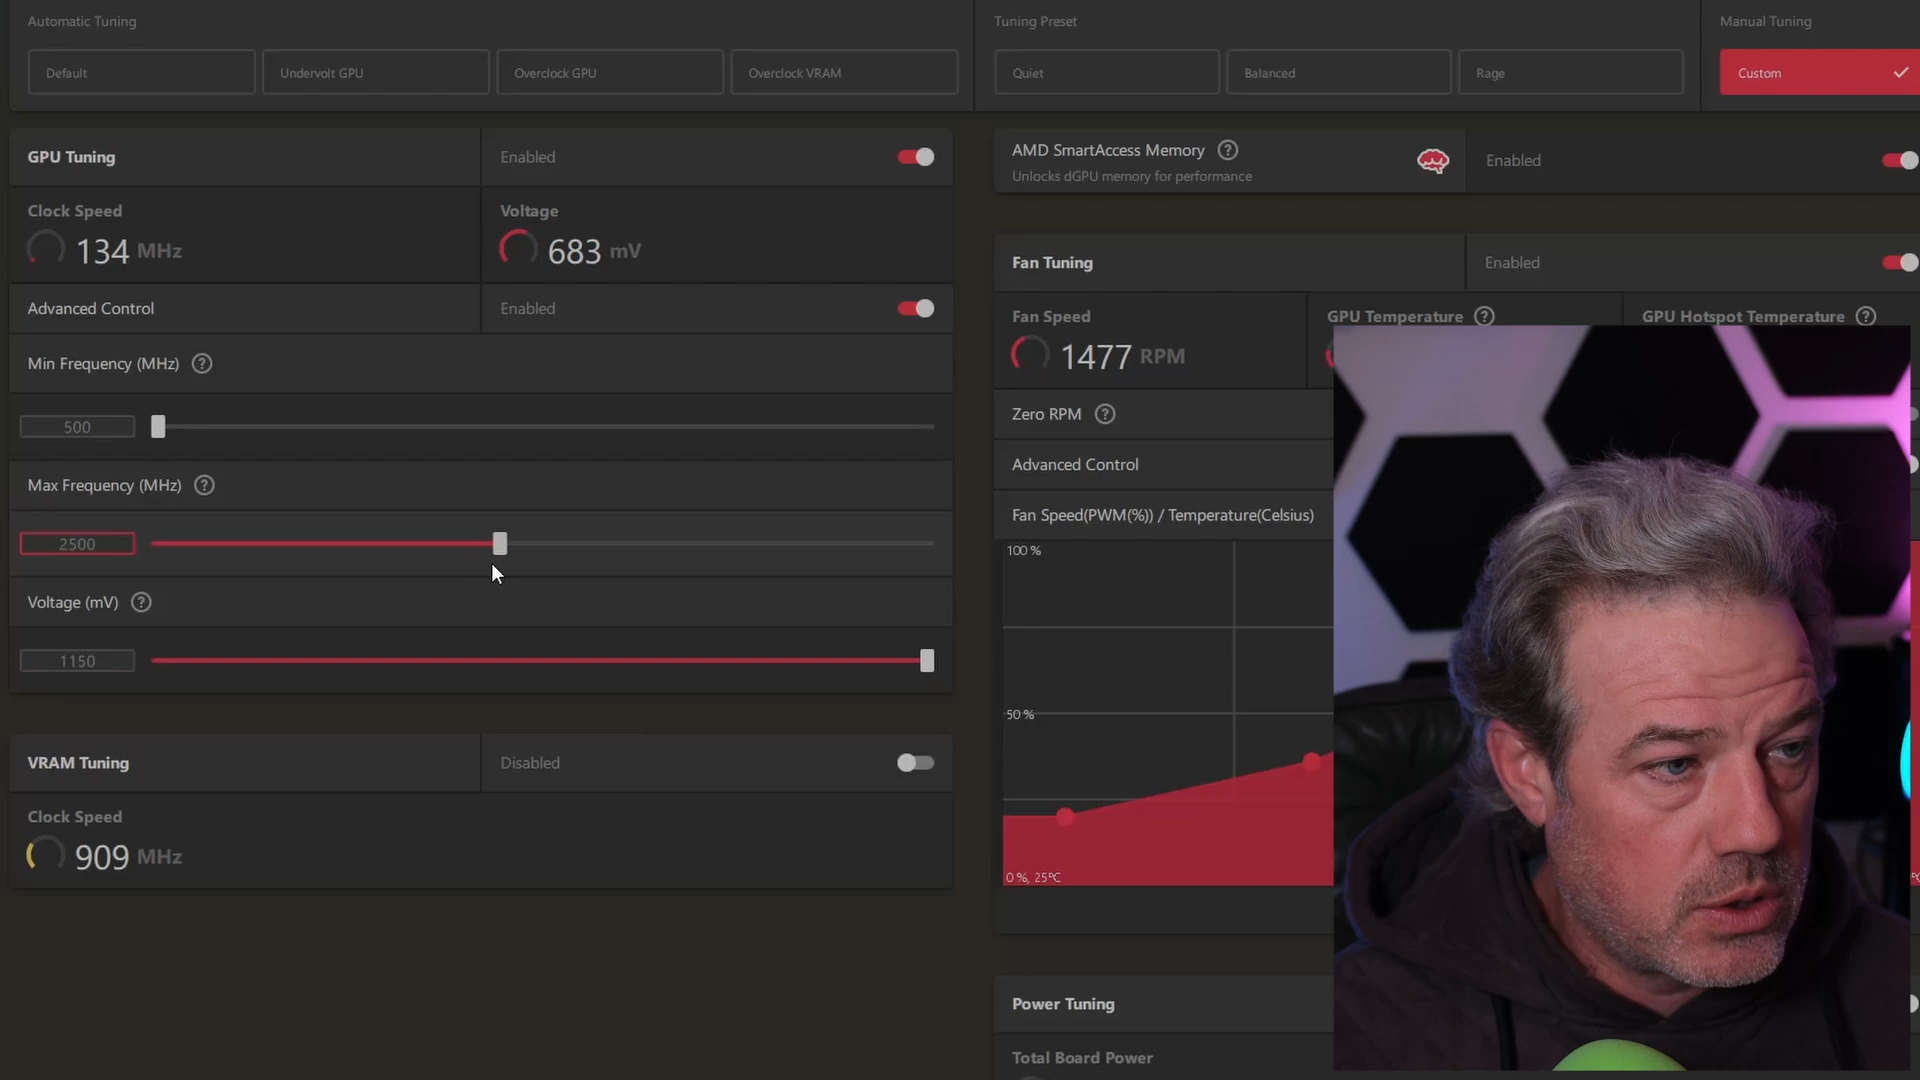 Automatic Tuning
Default
Undervolt GPU
Overclock GPU
Overclock VRAM
Tuning Preset
Quiet
Balanced
Rage
Manual Tuning
Custom
GPU Tuning
Enabled
Clock Speed
134 MHz
Voltage
683 mV
Advanced Control
Enabled
Min Frequency (MHz)
500
Max Frequency (MHz)
2500
Voltage (mV)
1150
VRAM Tuning
Disabled
Clock Speed
909 MHz
AMD SmartAccess Memory
Unlocks dGPU memory for performance
Enabled
Fan Tuning
Enabled
Fan Speed
1477 RPM
GPU Temperature
GPU Hotspot Temperature
Zero RPM
Advanced Control
Fan Speed(PWM(%)) / Temperature(Celsius)
100 %
50 %
0 %, 25°C
Power Tuning
Total Board Power